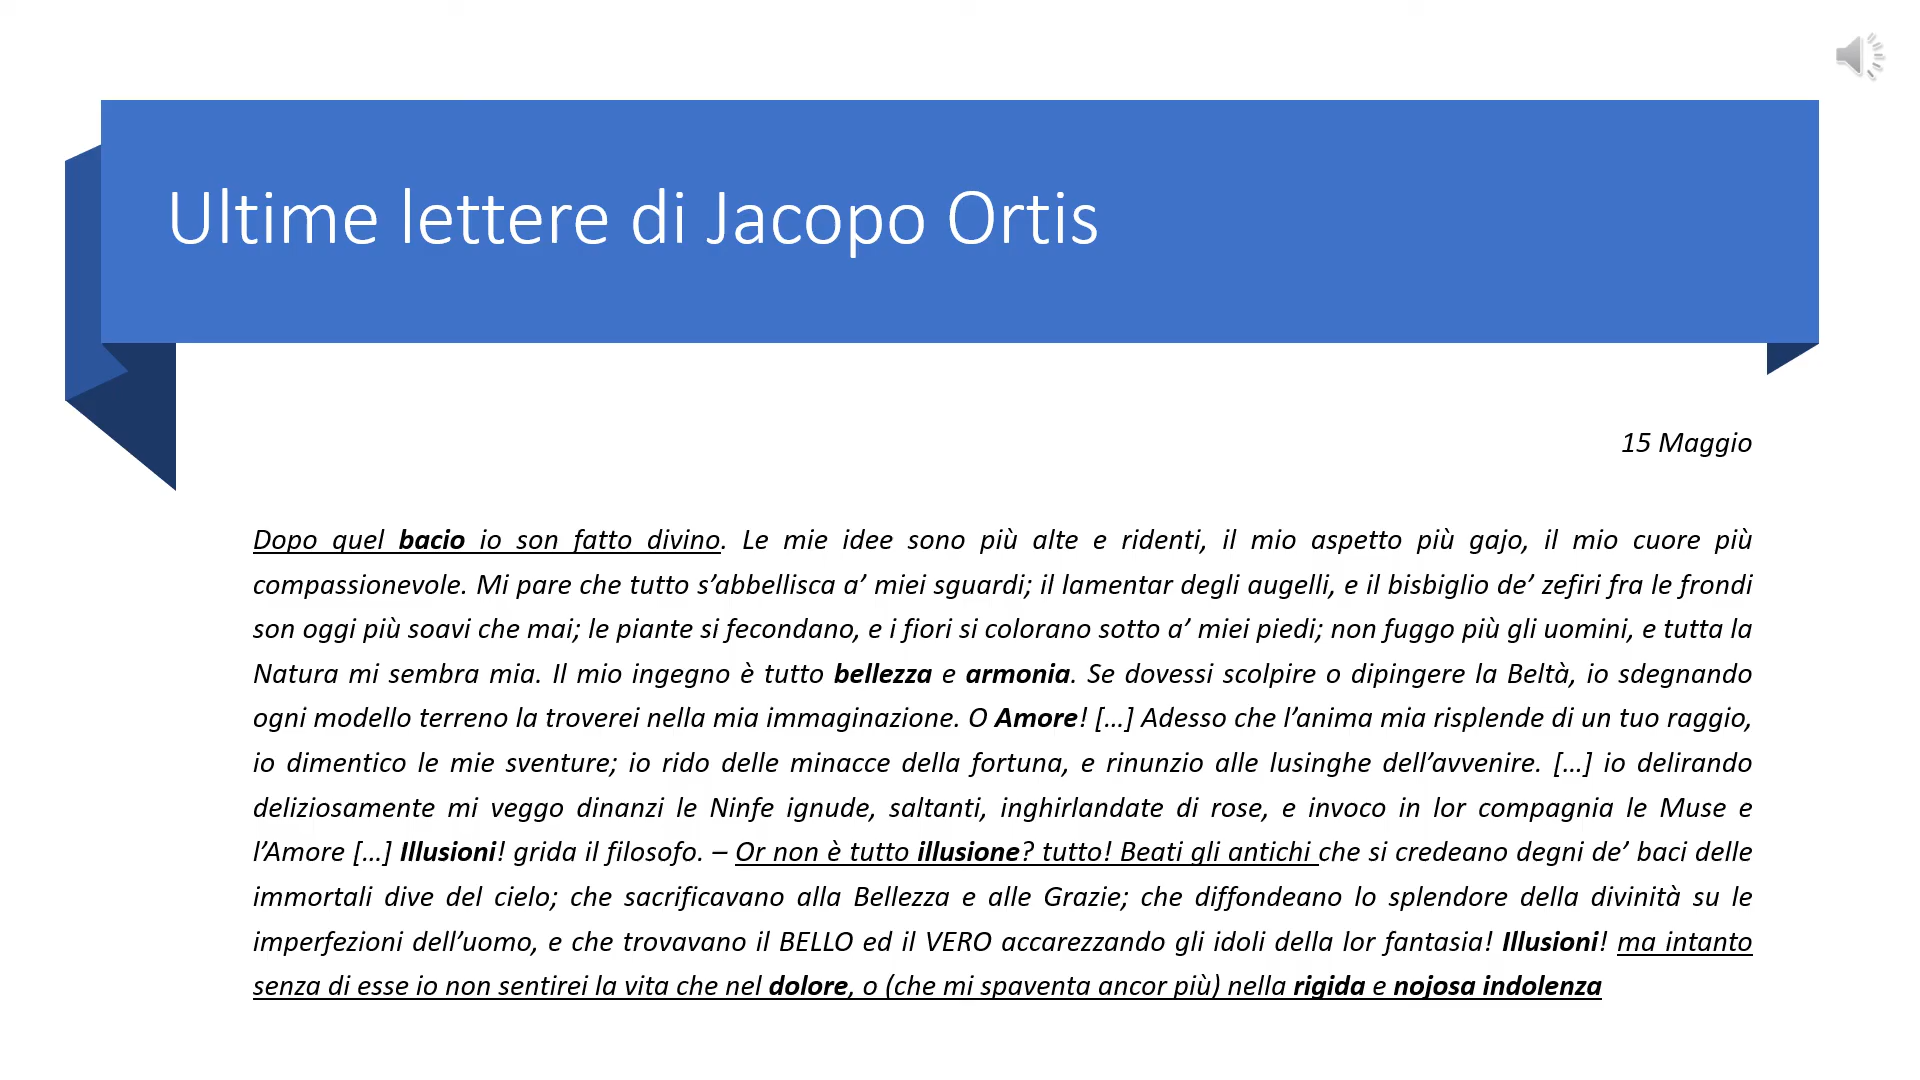 Ultime lettere di Jacopo Ortis
15 Maggio
Dopo quel bacio io son fatto divino. Le mie idee sono più alte e ridenti, il mio aspetto più gajo, il mio cuore più
compassionevole. Mi pare che tutto s’abbellisca a’ miei sguardi; il lamentar degli augelli, e il bisbiglio de’ zefiri fra le frondi
son oggi più soavi che mai; le piante si fecondano, e i fiori si colorano sotto a’ miei piedi; non fuggo più gli uomini, e tutta la
Natura mi sembra mia. Il mio ingegno è tutto bellezza e armonia. Se dovessi scolpire o dipingere la Beltà, io sdegnando
ogni modello terreno la troverei nella mia immaginazione. O Amore! […] Adesso che l’anima mia risplende di un tuo raggio,
io dimentico le mie sventure; io rido delle minacce della fortuna, e rinunzio alle lusinghe dell’avvenire. […] io delirando
deliziosamente mi veggo dinanzi le Ninfe ignude, saltanti, inghirlandate di rose, e invoco in lor compagnia le Muse e
l’Amore […] Illusioni! grida il filosofo. – Or non è tutto illusione? tutto! Beati gli antichi che si credeano degni de’ baci delle
immortali dive del cielo; che sacrificavano alla Bellezza e alle Grazie; che diffondeano lo splendore della divinità su le
imperfezioni dell’uomo, e che trovavano il BELLO ed il VERO accarezzando gli idoli della lor fantasia! Illusioni! ma intanto
senza di esse io non sentirei la vita che nel dolore, o (che mi spaventa ancor più) nella rigida e nojosa indolenza